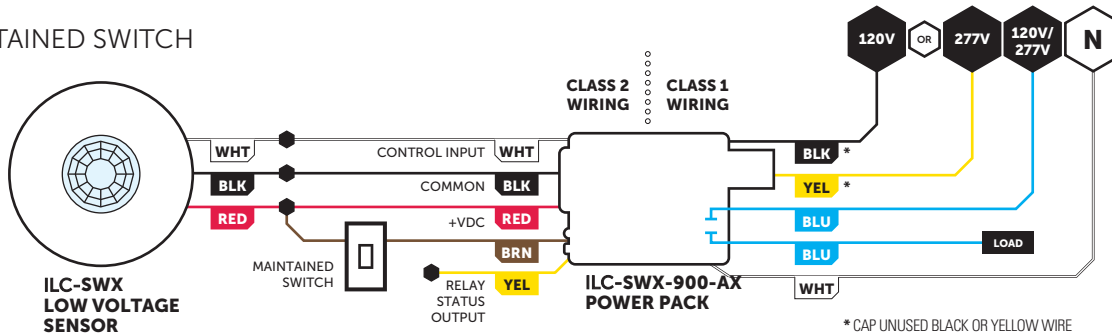 TAINED SWITCH
120V
OR
277V
120V/
277V
N
CLASS 2
WIRING
CLASS 1
WIRING
WHT
CONTROL INPUT
WHT
BLK
COMMON
BLK
RED
+VDC
RED
BRN
MAINTAINED
SWITCH
RELAY
STATUS
OUTPUT
YEL
BLK *
YEL *
BLU
BLU
LOAD
WHT
ILC-SWX
LOW VOLTAGE
SENSOR
ILC-SWX-900-AX
POWER PACK
* CAP UNUSED BLACK OR YELLOW WIRE